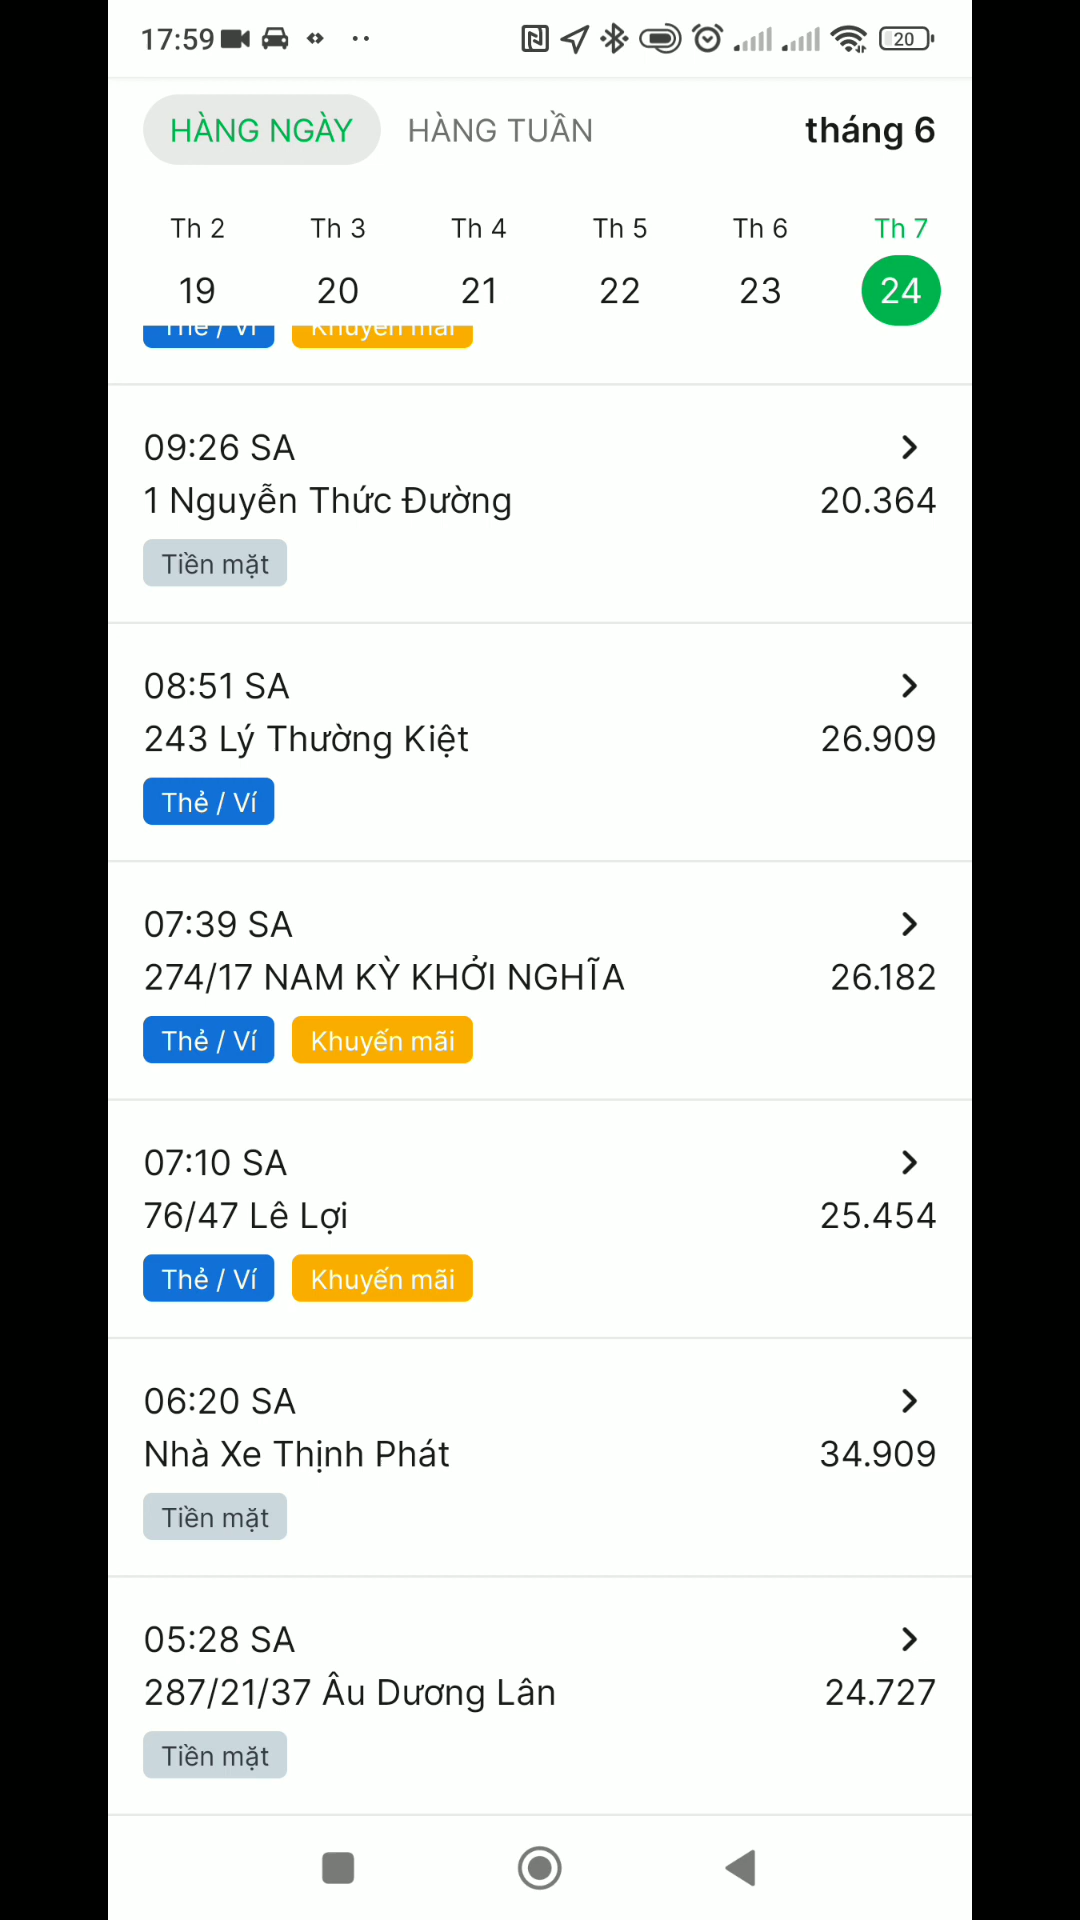 17:59
20
HÀNG NGÀY HÀNG TUẦN tháng 6
Th 2 Th 3 Th 4 Th 5 Th 6 Th 7
19 20 21 22 23 24
Thẻ / Ví Khuyến mãi
09:26 SA
1 Nguyễn Thức Đường 20.364
Tiền mặt
08:51 SA
243 Lý Thường Kiệt 26.909
Thẻ / Ví
07:39 SA
274/17 NAM KỲ KHỞI NGHĨA 26.182
Thẻ / Ví Khuyến mãi
07:10 SA
76/47 Lê Lợi 25.454
Thẻ / Ví Khuyến mãi
06:20 SA
Nhà Xe Thịnh Phát 34.909
Tiền mặt
05:28 SA
287/21/37 Âu Dương Lân 24.727
Tiền mặt